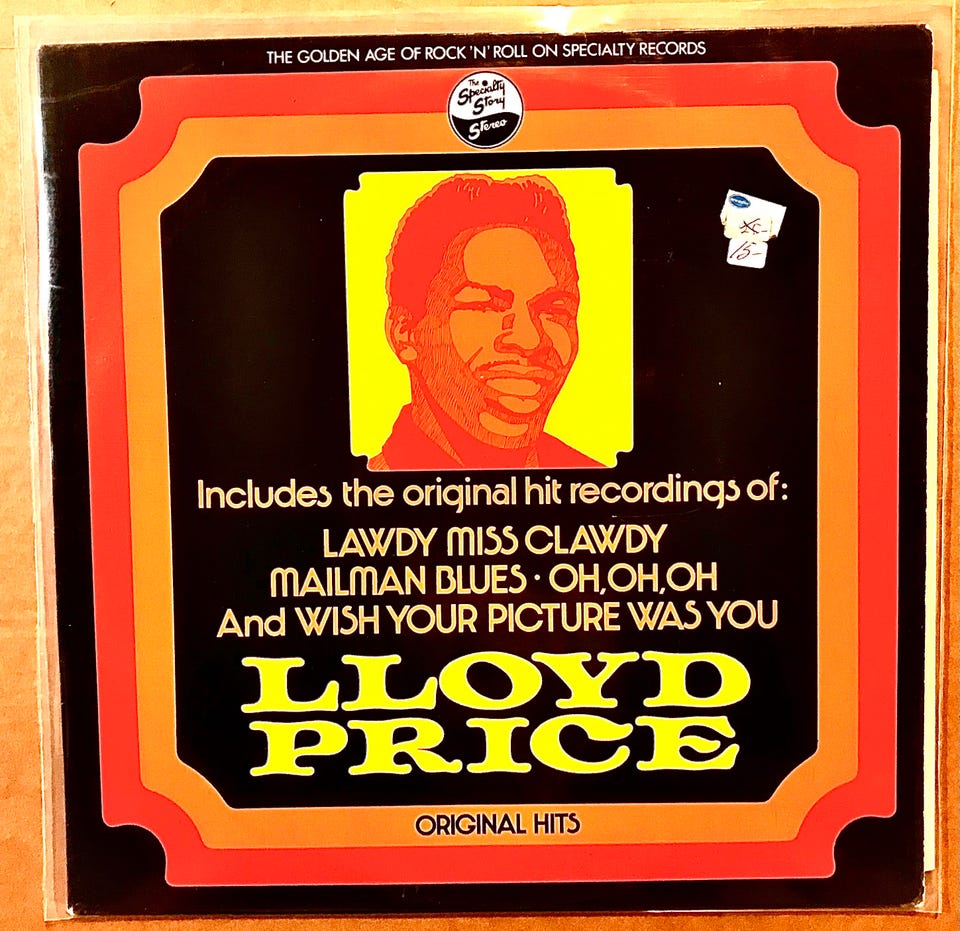 THE GOLDEN AGE OF ROCK 'N' ROLL ON SPECIALTY RECORDS
The
Specialty
Story
Stereo
15-
Includes the original hit recordings of:
LAWDY MISS CLAWDY
MAILMAN BLUES · OH, OH, OH
And WISH YOUR PICTURE WAS YOU
LLOYD
PRICE
ORIGINAL HITS